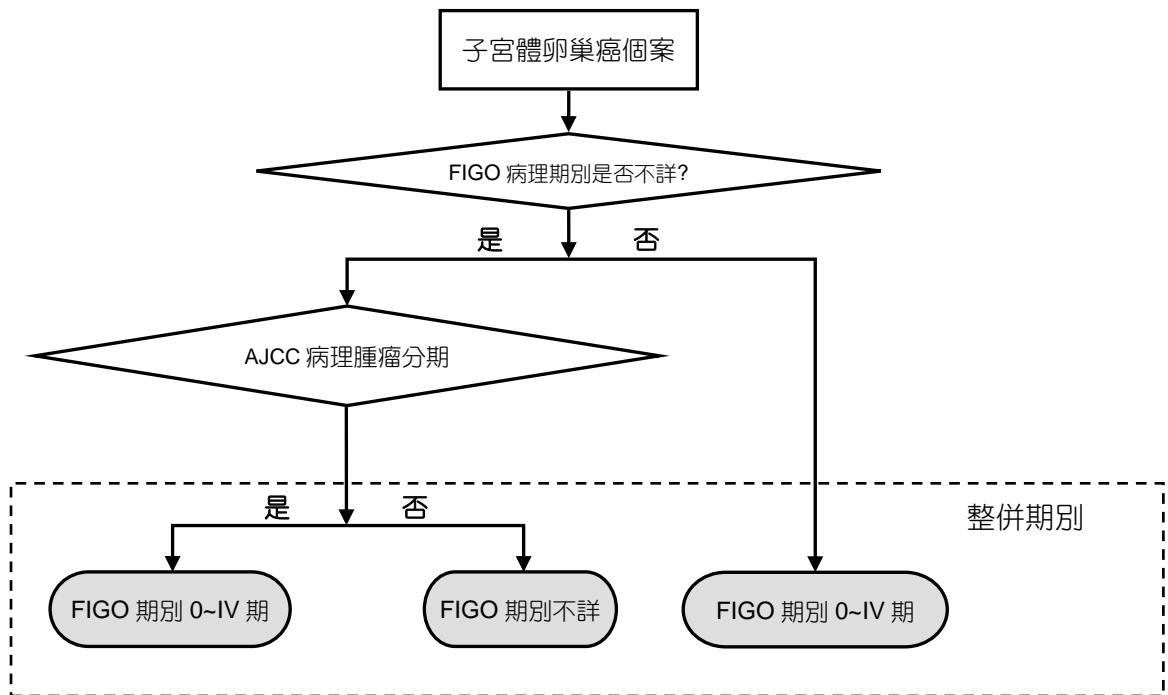 子宮體卵巢癌個案
FIGO 病理期別是否不詳?
是 否
AJCC 病理腫瘤分期
是 否
整併期別
FIGO 期別 0~IV 期
FIGO 期別不詳
FIGO 期別 0~IV 期